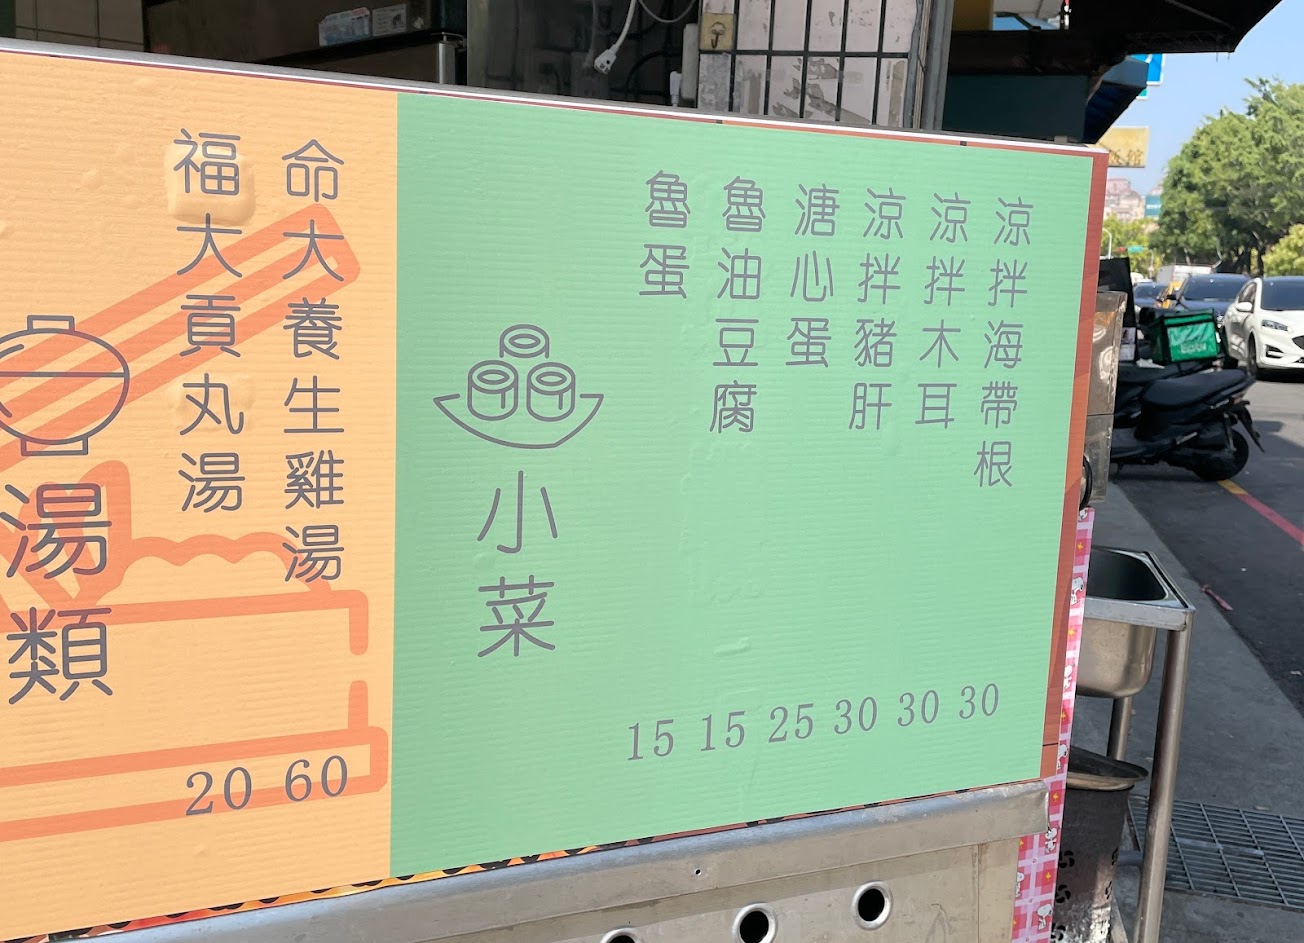 涼拌海帶根 30
涼拌木耳 30
涼拌豬肝 30
溏心蛋 25
魯油豆腐 15
魯蛋 15
小菜
命大養生雞湯 60
福大貢丸湯 20
湯類